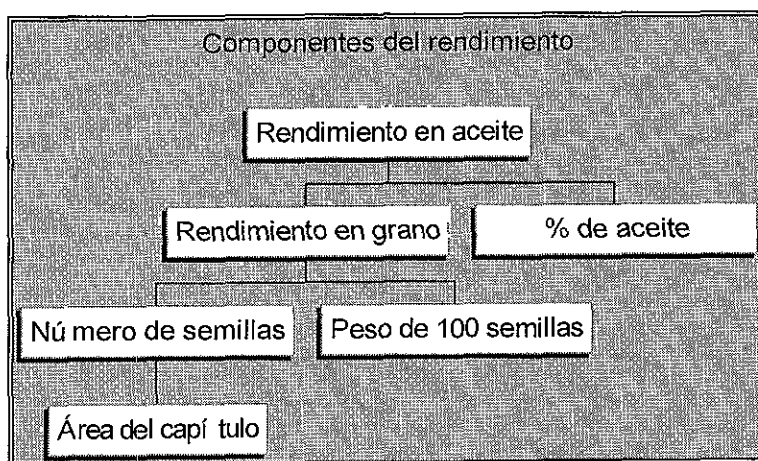 Componentes del rendimiento
Rendimiento en aceite
Rendimiento en grano
% de aceite
Nú mero de semillas
Peso de 100 semillas
Área del capí tulo